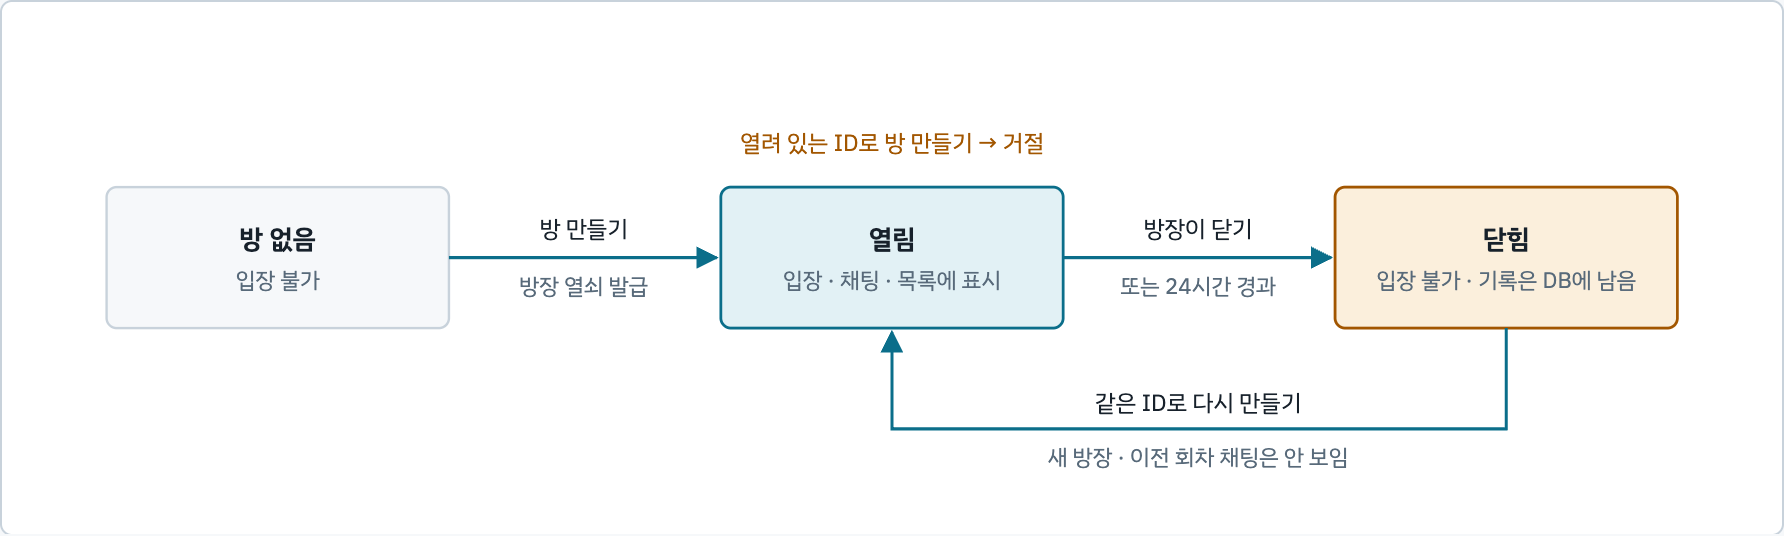 열려 있는 ID로 방 만들기 → 거절
방 없음
입장 불가
방 만들기
방장 열쇠 발급
열림
입장 · 채팅 · 목록에 표시
방장이 닫기
또는 24시간 경과
닫힘
입장 불가 · 기록은 DB에 남음
같은 ID로 다시 만들기
새 방장 · 이전 회차 채팅은 안 보임